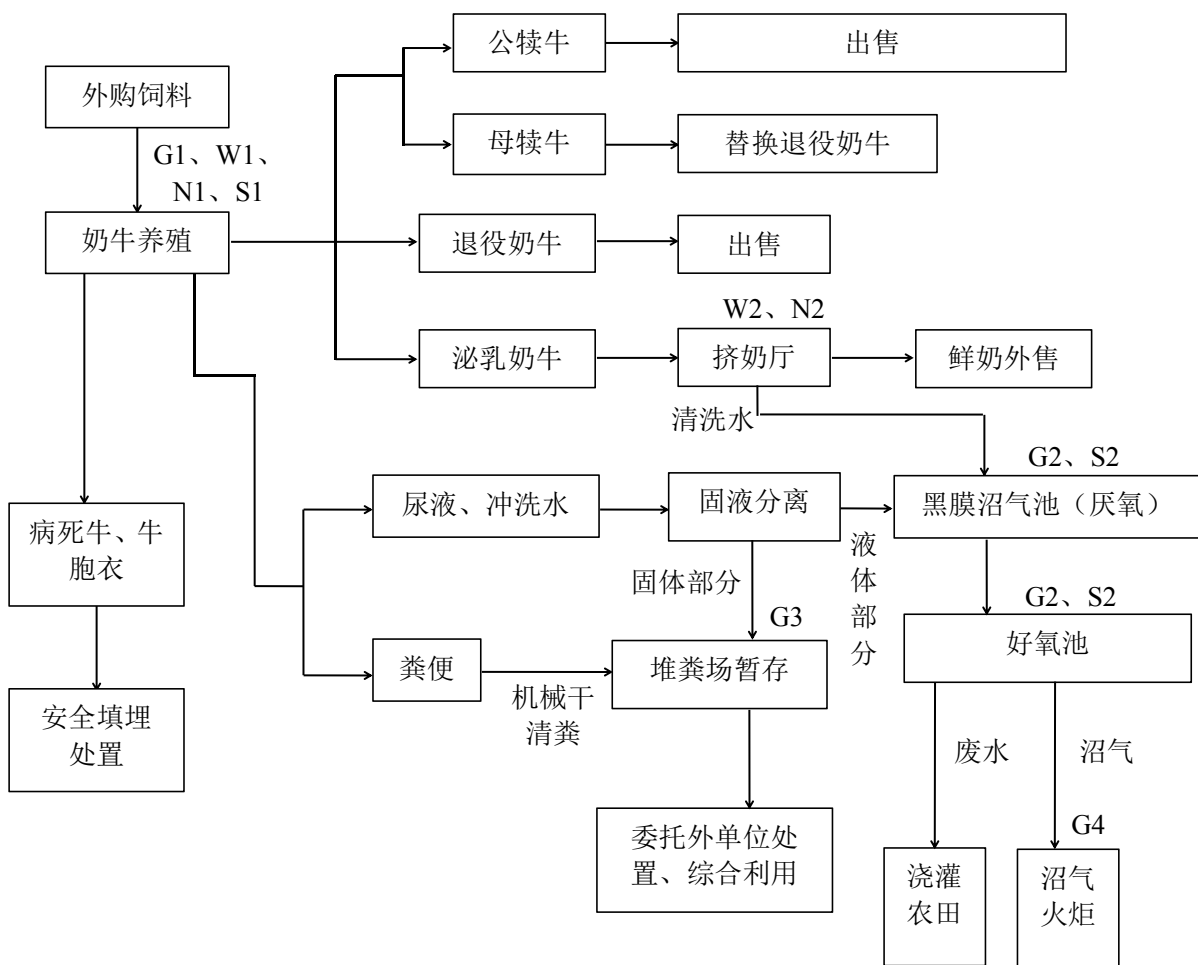 公犊牛
出售
外购饲料
母犊牛
替换退役奶牛
G1、W1、
N1、S1
奶牛养殖
退役奶牛
出售
W2、N2
泌乳奶牛
挤奶厅
鲜奶外售
清洗水
G2、S2
尿液、冲洗水
固液分离
黑膜沼气池（厌氧）
病死牛、牛
胞衣
固体部分
液
体
部
分
G2、S2
G3
好氧池
粪便
堆粪场暂存
机械干
清粪
安全填埋
处置
废水
沼气
G4
委托外单位处
置、综合利用
浇灌
农田
沼气
火炬